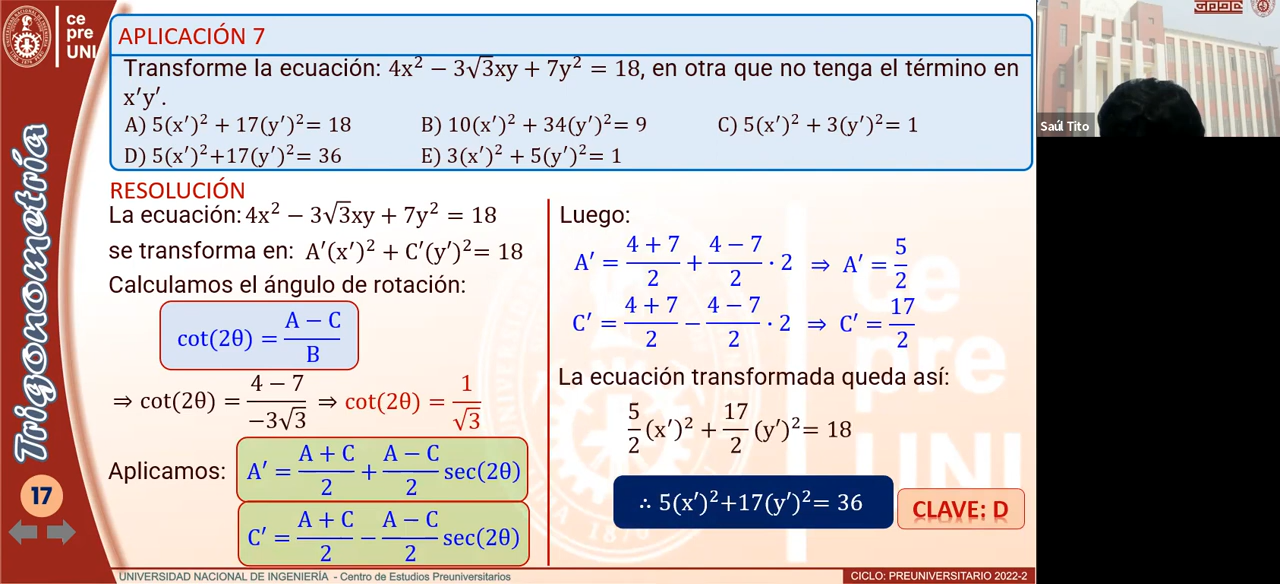 ce
pre
UNI
APLICACIÓN 7
Transforme la ecuación: 4x² − 3√3xy + 7y² = 18, en otra que no tenga el término en
x′y′.
A) 5(x′)² + 17(y′)²= 18 B) 10(x′)² + 34(y′)²= 9 C) 5(x′)² + 3(y′)²= 1
D) 5(x′)²+17(y′)²= 36 E) 3(x′)² + 5(y′)²= 1
Saúl Tito
Trigonometría
17
RESOLUCIÓN
La ecuación: 4x² − 3√3xy + 7y² = 18
se transforma en: A′(x′)² + C′(y′)²= 18
Calculamos el ángulo de rotación:
cot(2θ) = (A − C)/B
⇒ cot(2θ) = (4 − 7)/(−3√3) ⇒ cot(2θ) = 1/√3
Aplicamos: A′ = (A + C)/2 + (A − C)/2 sec(2θ)
C′ = (A + C)/2 − (A − C)/2 sec(2θ)
Luego:
A′ = (4 + 7)/2 + (4 − 7)/2 · 2 ⇒ A′ = 5/2
C′ = (4 + 7)/2 − (4 − 7)/2 · 2 ⇒ C′ = 17/2
La ecuación transformada queda así:
5/2 (x′)² + 17/2 (y′)²= 18
∴ 5(x′)²+17(y′)²= 36
CLAVE: D
ce
pre
UNI
UNIVERSIDAD NACIONAL DE INGENIERÍA - Centro de Estudios Preuniversitarios
CICLO: PREUNIVERSITARIO 2022-2